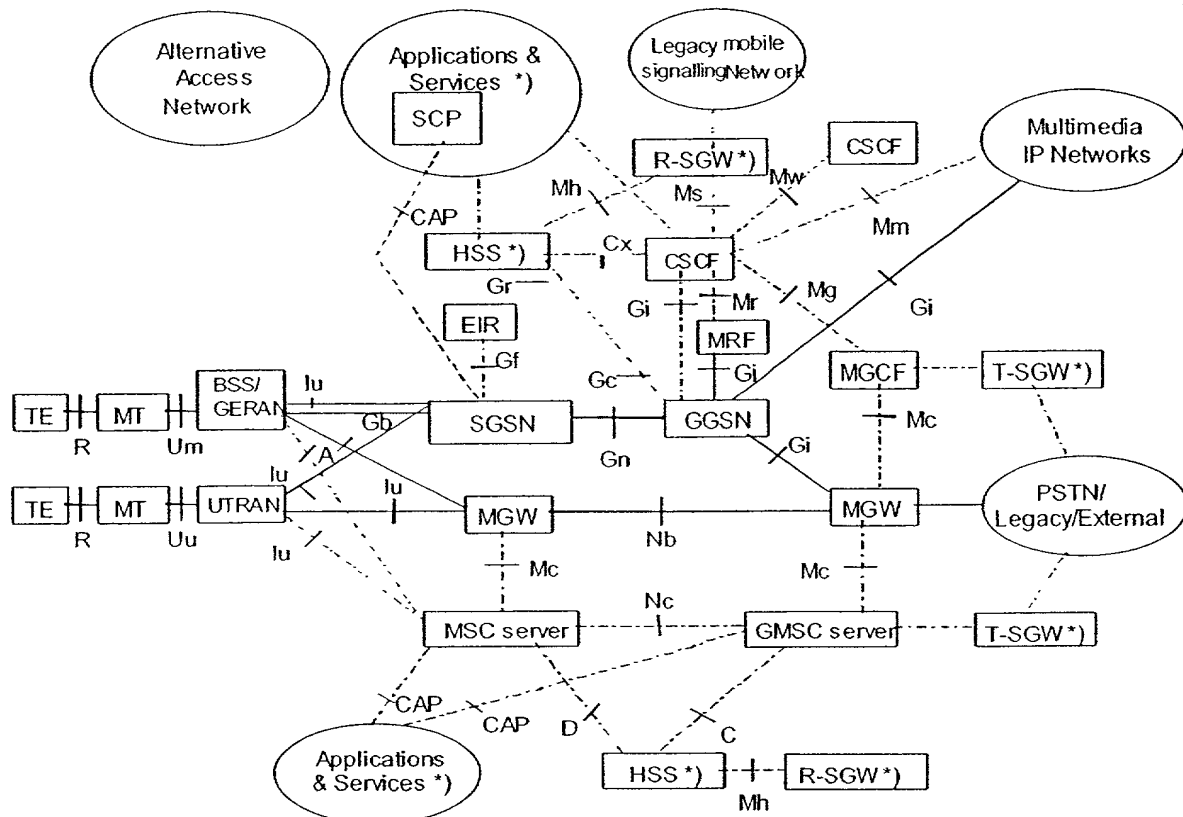 Alternative
Access
Network
Applications &
Services *)
SCP
Legacy mobile
signalling Network
Multimedia
IP Networks
R-SGW *)
CSCF
Mh
Ms
Mw
Mm
CAP
HSS *)
Cx
CSCF
Gr
Gi
Mr
Mg
Gi
EIR
MRF
Gf
Gc
Gi
MGCF
T-SGW *)
BSS/
GERAN
Iu
TE
MT
SGSN
GGSN
Mc
R
Um
Gb
A
Gn
Gi
Iu
Iu
TE
MT
UTRAN
MGW
MGW
PSTN/
Legacy/External
R
Uu
Iu
Nb
Mc
Mc
Nc
MSC server
GMSC server
T-SGW *)
CAP
CAP
D
C
Applications
& Services *)
HSS *)
R-SGW *)
Mh